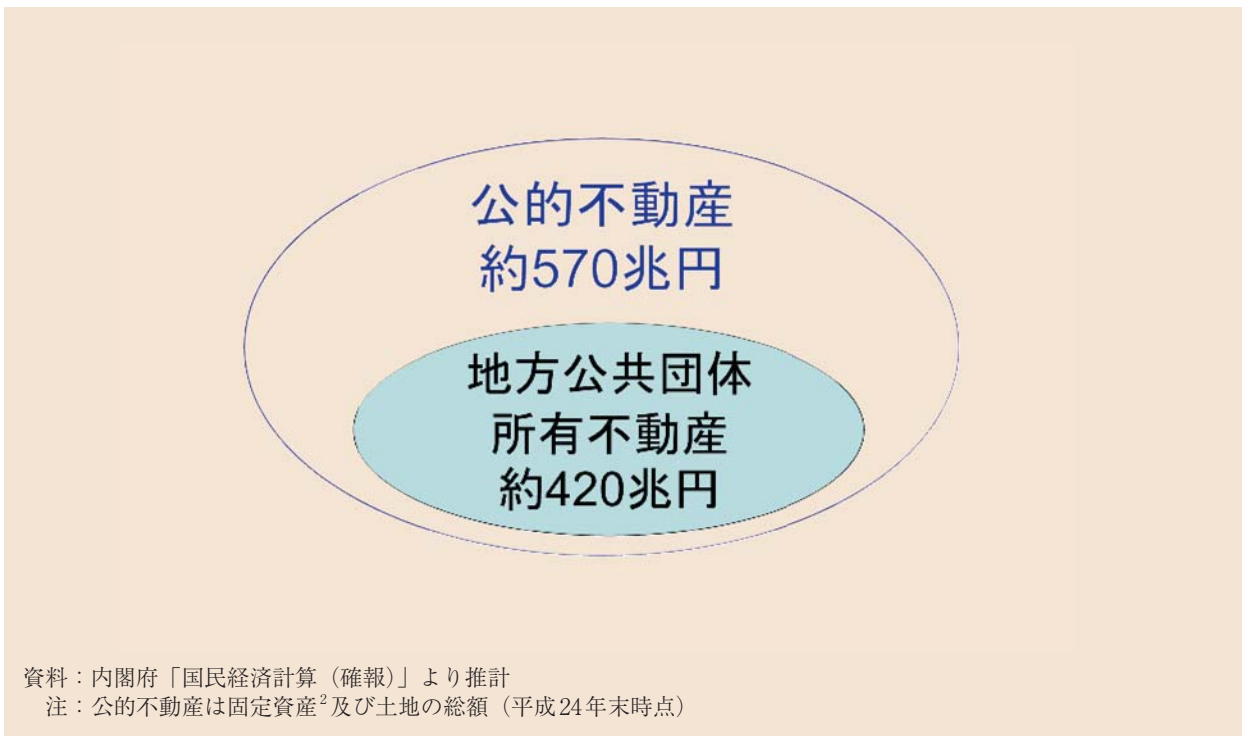 公的不動産
約570兆円
地方公共団体
所有不動産
約420兆円
資料：内閣府「国民経済計算（確報）」より推計
注：公的不動産は固定資産²及び土地の総額（平成24年末時点）